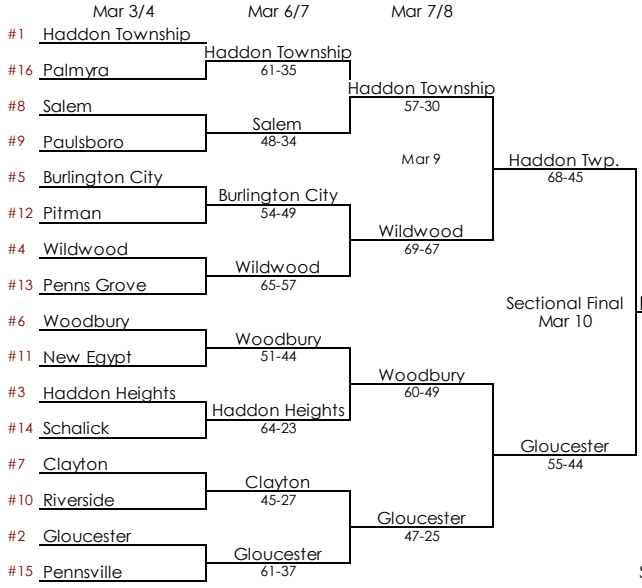 Mar 3/4
Mar 6/7
Mar 7/8
#1 Haddon Township
Haddon Township
#16 Palmyra
61-35
Haddon Township
#8 Salem
57-30
Salem
#9 Paulsboro
48-34
Mar 9
Haddon Twp.
#5 Burlington City
68-45
Burlington City
#12 Pitman
54-49
Wildwood
#4 Wildwood
69-67
Wildwood
#13 Penns Grove
65-57
Sectional Final
Mar 10
#6 Woodbury
Woodbury
#11 New Egypt
51-44
Woodbury
#3 Haddon Heights
60-49
Haddon Heights
#14 Schalick
64-23
Gloucester
#7 Clayton
55-44
Clayton
#10 Riverside
45-27
Gloucester
#2 Gloucester
47-25
Gloucester
#15 Pennsville
61-37